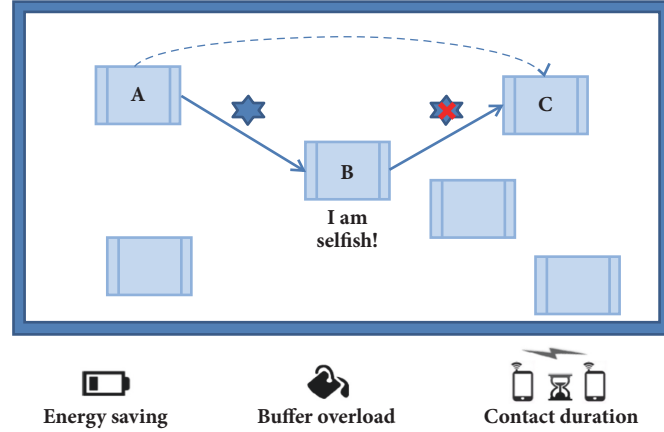 A
C
B
I am
selfish!
Energy saving
Buffer overload
Contact duration